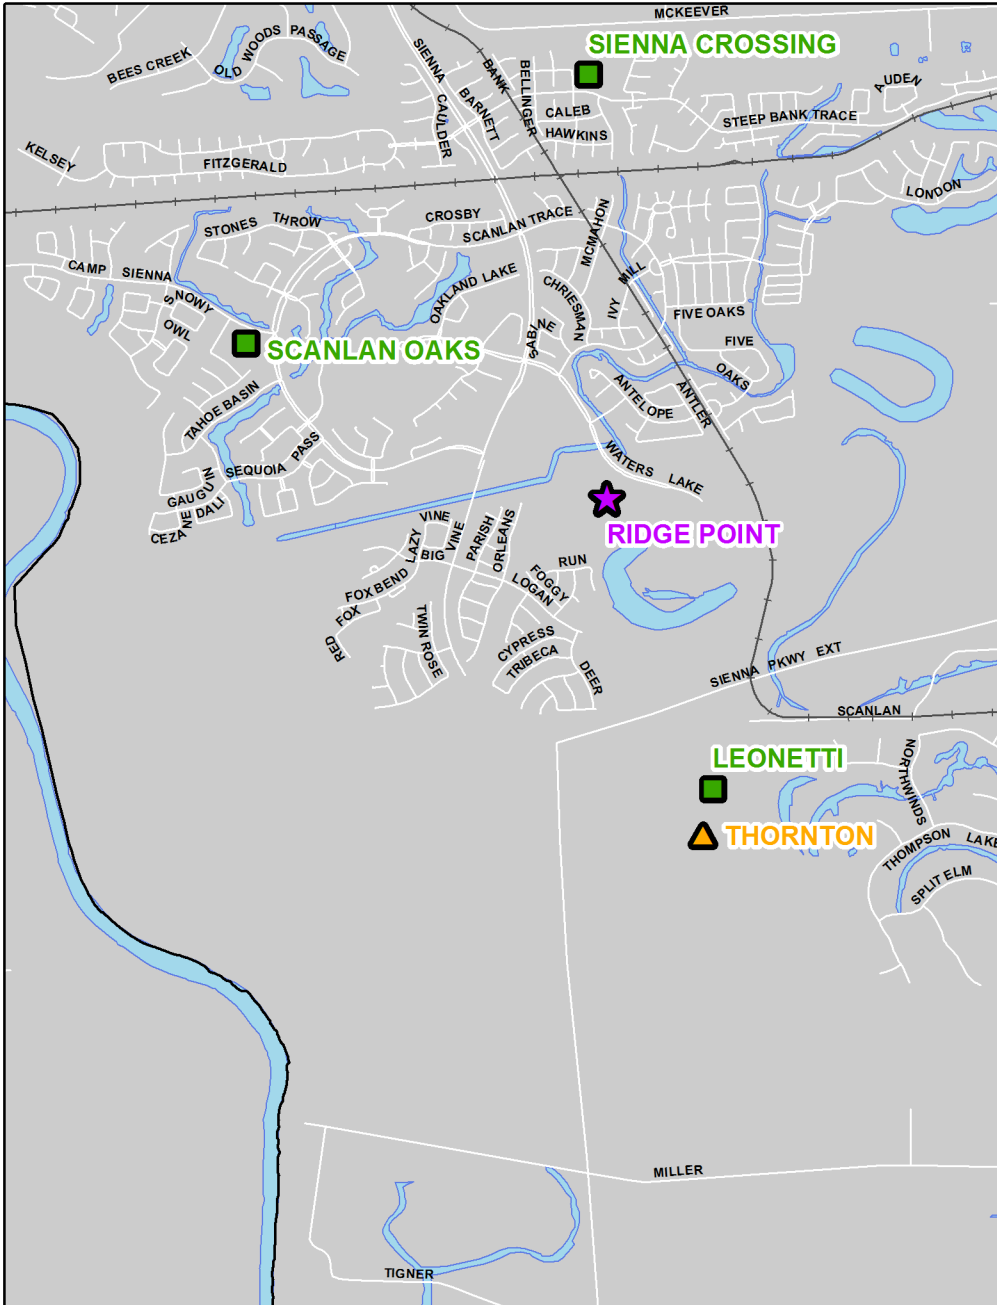 MCKEEVER
SIENNA CROSSING
BEES CREEK
OLD WOODS PASSAGE
SIENNA
BANK
BELLINGER
BARNETT
CAULDER
CALEB
HAWKINS
STEEP BANK TRACE
AUDEN
KELSEY
FITZGERALD
LONDON
STONES THROW
CROSBY
SCANLAN TRACE
MCMAHON
CAMP SIENNA
SNOWY OWL
OAKLAND LAKE
CHRIESMAN
IVY MILL
FIVE OAKS
FIVE OAKS
SABINE
SCANLAN OAKS
TAHOE BASIN
ANTELOPE
ANTLER
SEQUOIA PASS
WATERS LAKE
GAUGUIN
DALI
CEZANNE
RIDGE POINT
LAZY VINE
BIG VINE
PARISH
ORLEANS
FOX BEND
RED FOX
FOGGY RUN
LOGAN
TWIN ROSE
CYPRESS
TRIBECA
DEER
SIENNA PKWY EXT
SCANLAN
LEONETTI
NORTHWINDS
THORNTON
THOMPSON LAKE
SPLIT ELM
MILLER
TIGNER